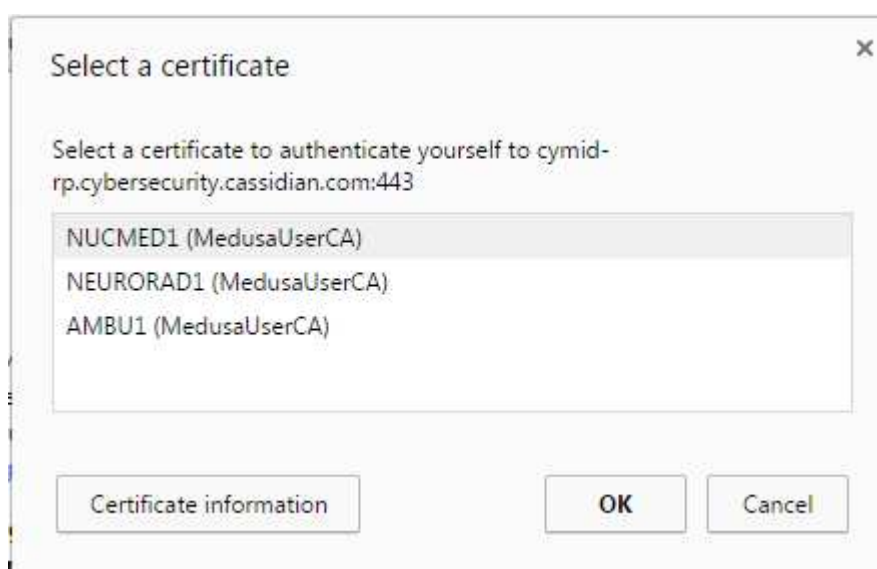 Select a certificate
Select a certificate to authenticate yourself to cymid-
rp.cybersecurity.cassidian.com:443
NUCMED1 (MedusaUserCA)
NEURORAD1 (MedusaUserCA)
AMBU1 (MedusaUserCA)
Certificate information
OK
Cancel